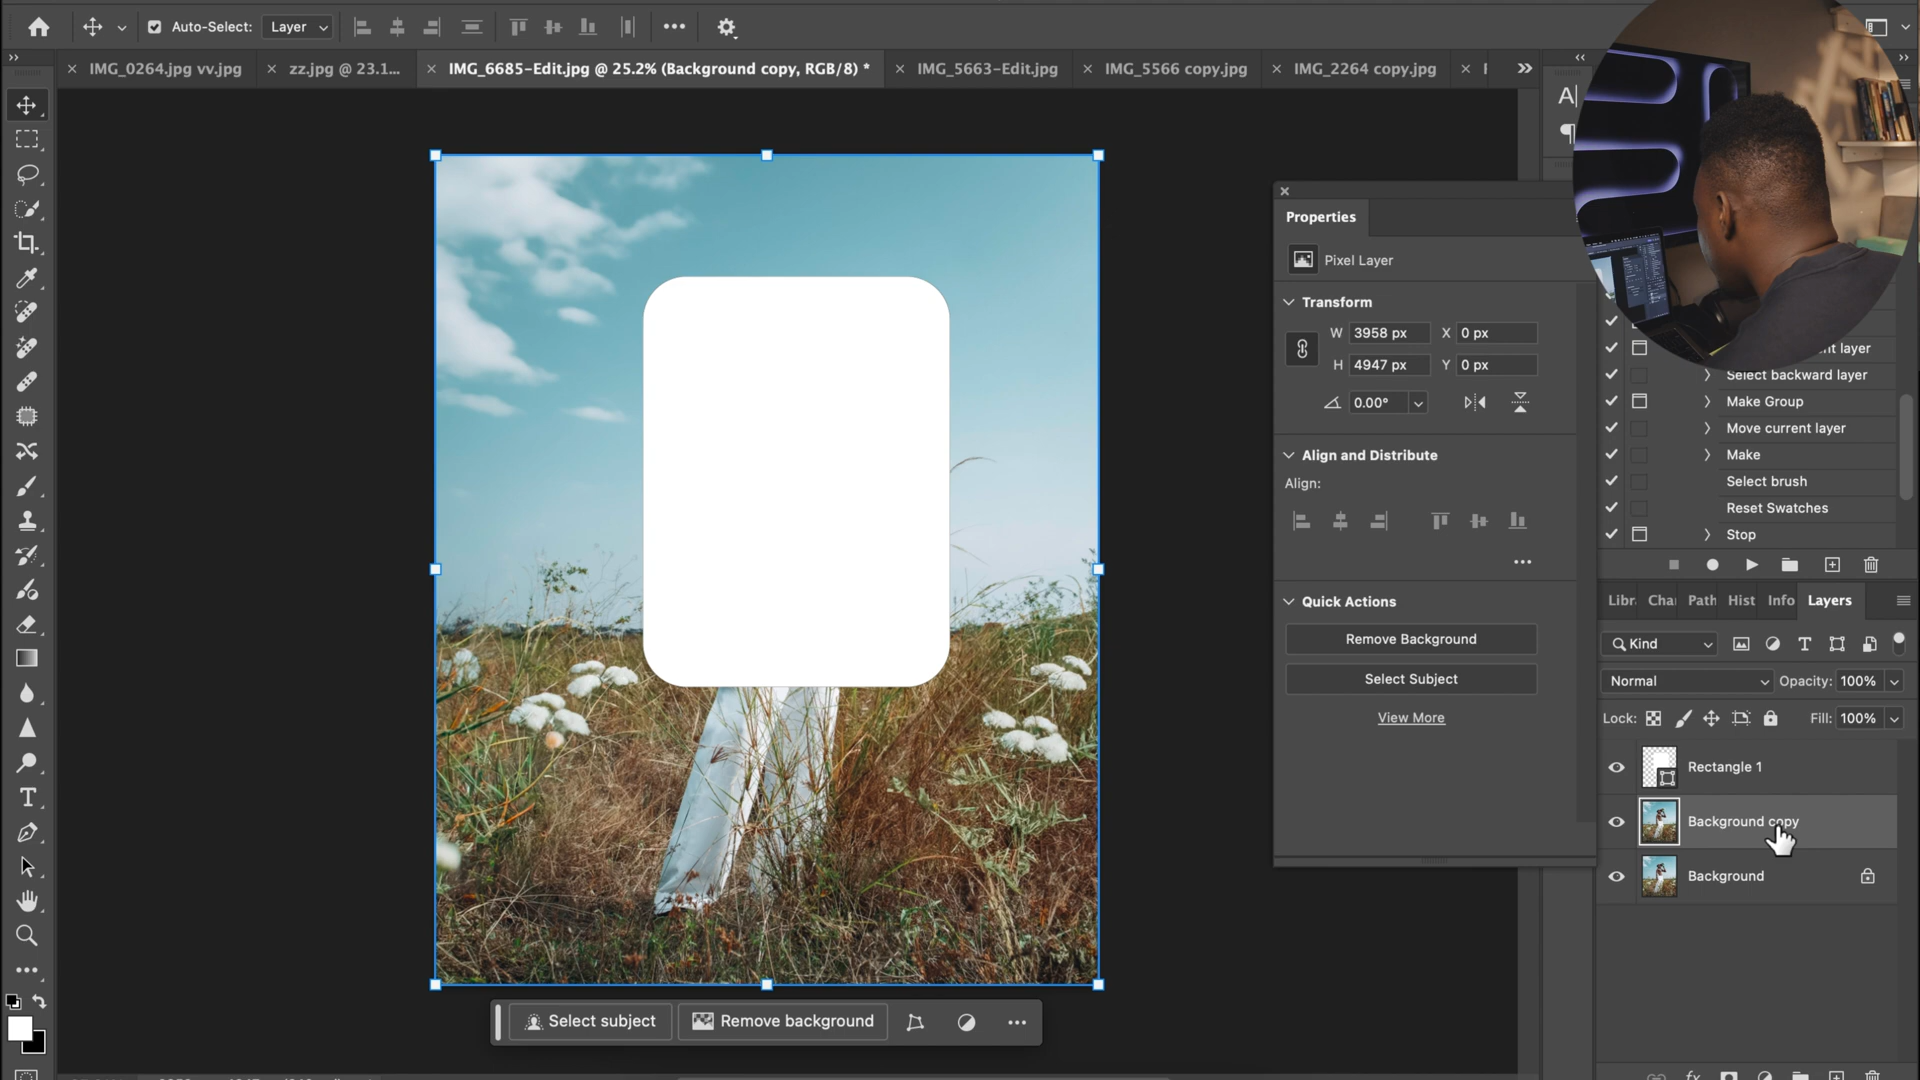 Auto-Select: Layer
IMG_0264.jpg vv.jpg
zz.jpg @ 23.1...
IMG_6685-Edit.jpg @ 25.2% (Background copy, RGB/8) *
IMG_5663-Edit.jpg
IMG_5566 copy.jpg
IMG_2264 copy.jpg
Properties
Pixel Layer
Transform
W 3958 px X 0 px
H 4947 px Y 0 px
0.00°
Align and Distribute
Align:
Quick Actions
Remove Background
Select Subject
View More
nt layer
Select backward layer
Make Group
Move current layer
Make
Select brush
Reset Swatches
Stop
Libr Cha Path Hist Info Layers
Kind
Normal Opacity: 100%
Lock: Fill: 100%
Rectangle 1
Background copy
Background
Select subject Remove background